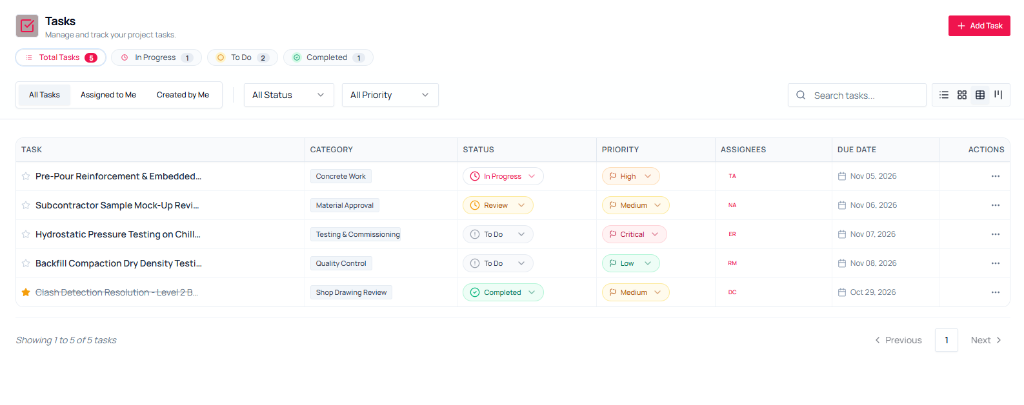 Tasks
Manage and track your project tasks.
+ Add Task
Total Tasks 5 In Progress 1 To Do 2 Completed 1
All Tasks Assigned to Me Created by Me All Status All Priority Search tasks...
TASK CATEGORY STATUS PRIORITY ASSIGNEES DUE DATE ACTIONS
Pre-Pour Reinforcement & Embedded... Concrete Work In Progress High TA Nov 05, 2026
Subcontractor Sample Mock-Up Revi... Material Approval Review Medium NA Nov 06, 2026
Hydrostatic Pressure Testing on Chill... Testing & Commissioning To Do Critical ER Nov 07, 2026
Backfill Compaction Dry Density Testi... Quality Control To Do Low RM Nov 08, 2026
Clash Detection Resolution - Level 2 B... Shop Drawing Review Completed Medium DC Oct 29, 2026
Showing 1 to 5 of 5 tasks Previous 1 Next